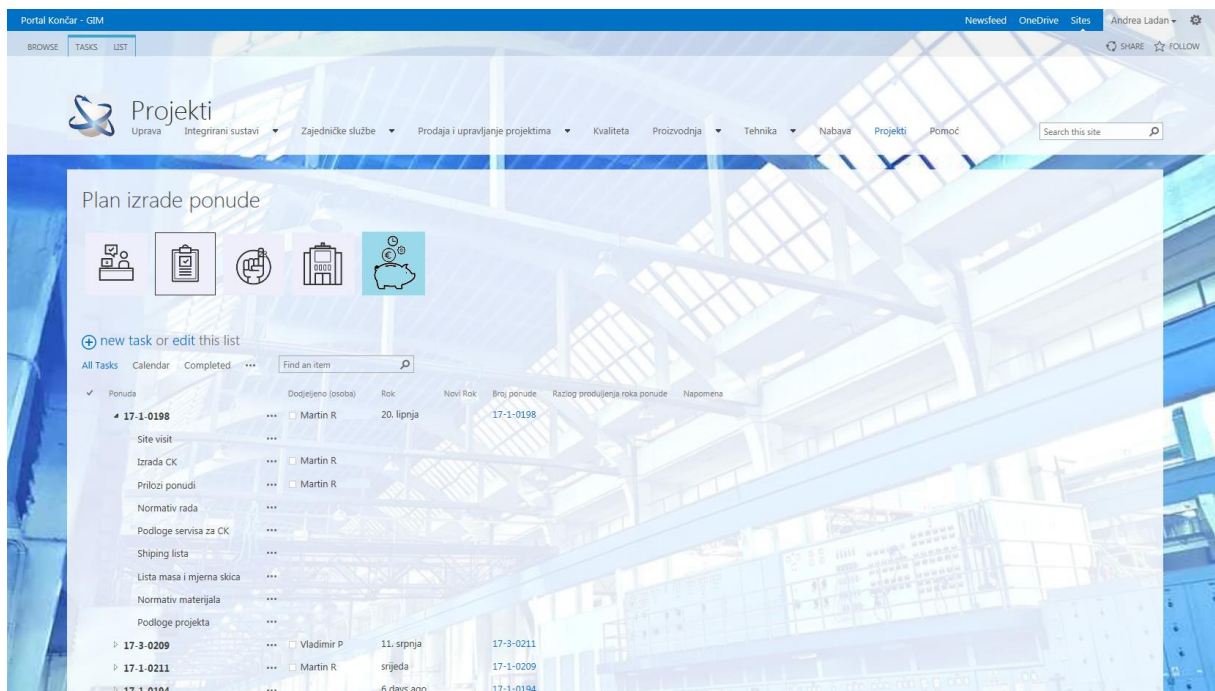 Portal Končar - GIM Newsfeed OneDrive Sites Andrea Ladan
BROWSE TASKS LIST SHARE FOLLOW
Projekti
Uprava Integrirani sustavi Zajedničke službe Prodaja i upravljanje projektima Kvaliteta Proizvodnja Tehnika Nabava Projekti Pomoć Search this site
Plan izrade ponude
new task or edit this list
All Tasks Calendar Completed ••• Find an item
Ponuda Dodjeljeno (osoba) Rok Novi Rok Broj ponude Razlog produljenja roka ponude Napomena
17-1-0198 ••• Martin R 20. lipnja 17-1-0198
Site visit •••
Izrada CK ••• Martin R
Prilozi ponudi ••• Martin R
Normativ rada •••
Podloge servisa za CK •••
Shiping lista •••
Lista masa i mjerna skica •••
Normativ materijala •••
Podloge projekta •••
17-3-0209 ••• Vladimir P 11. srpnja 17-3-0211
17-1-0211 ••• Martin R srijeda 17-1-0209
17-1-0194 6 days ago 17-1-0194